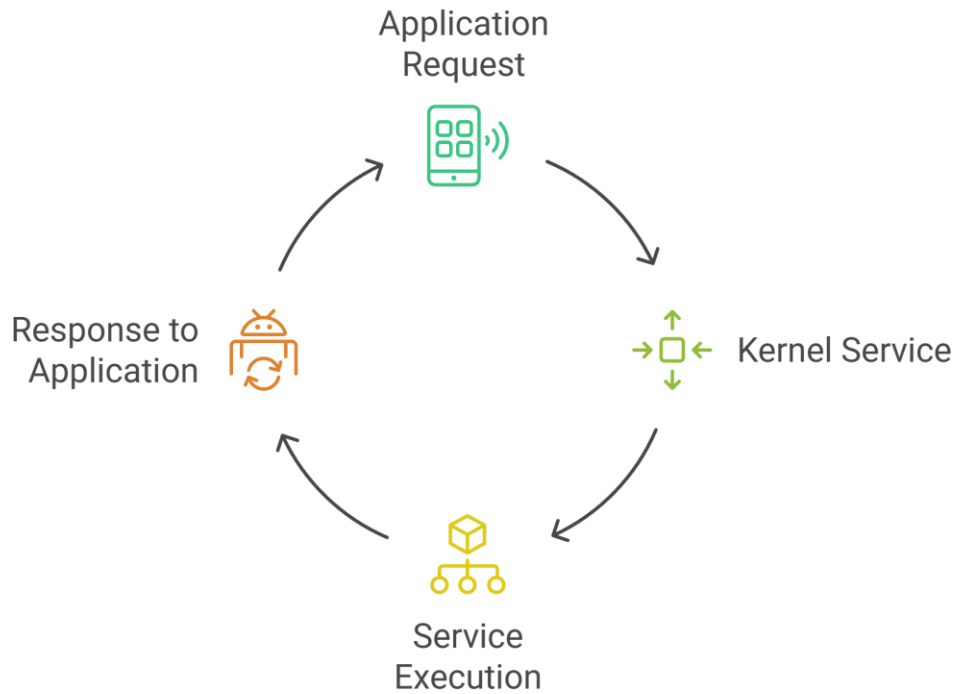 Application
Request
Response to
Application
Kernel Service
Service
Execution